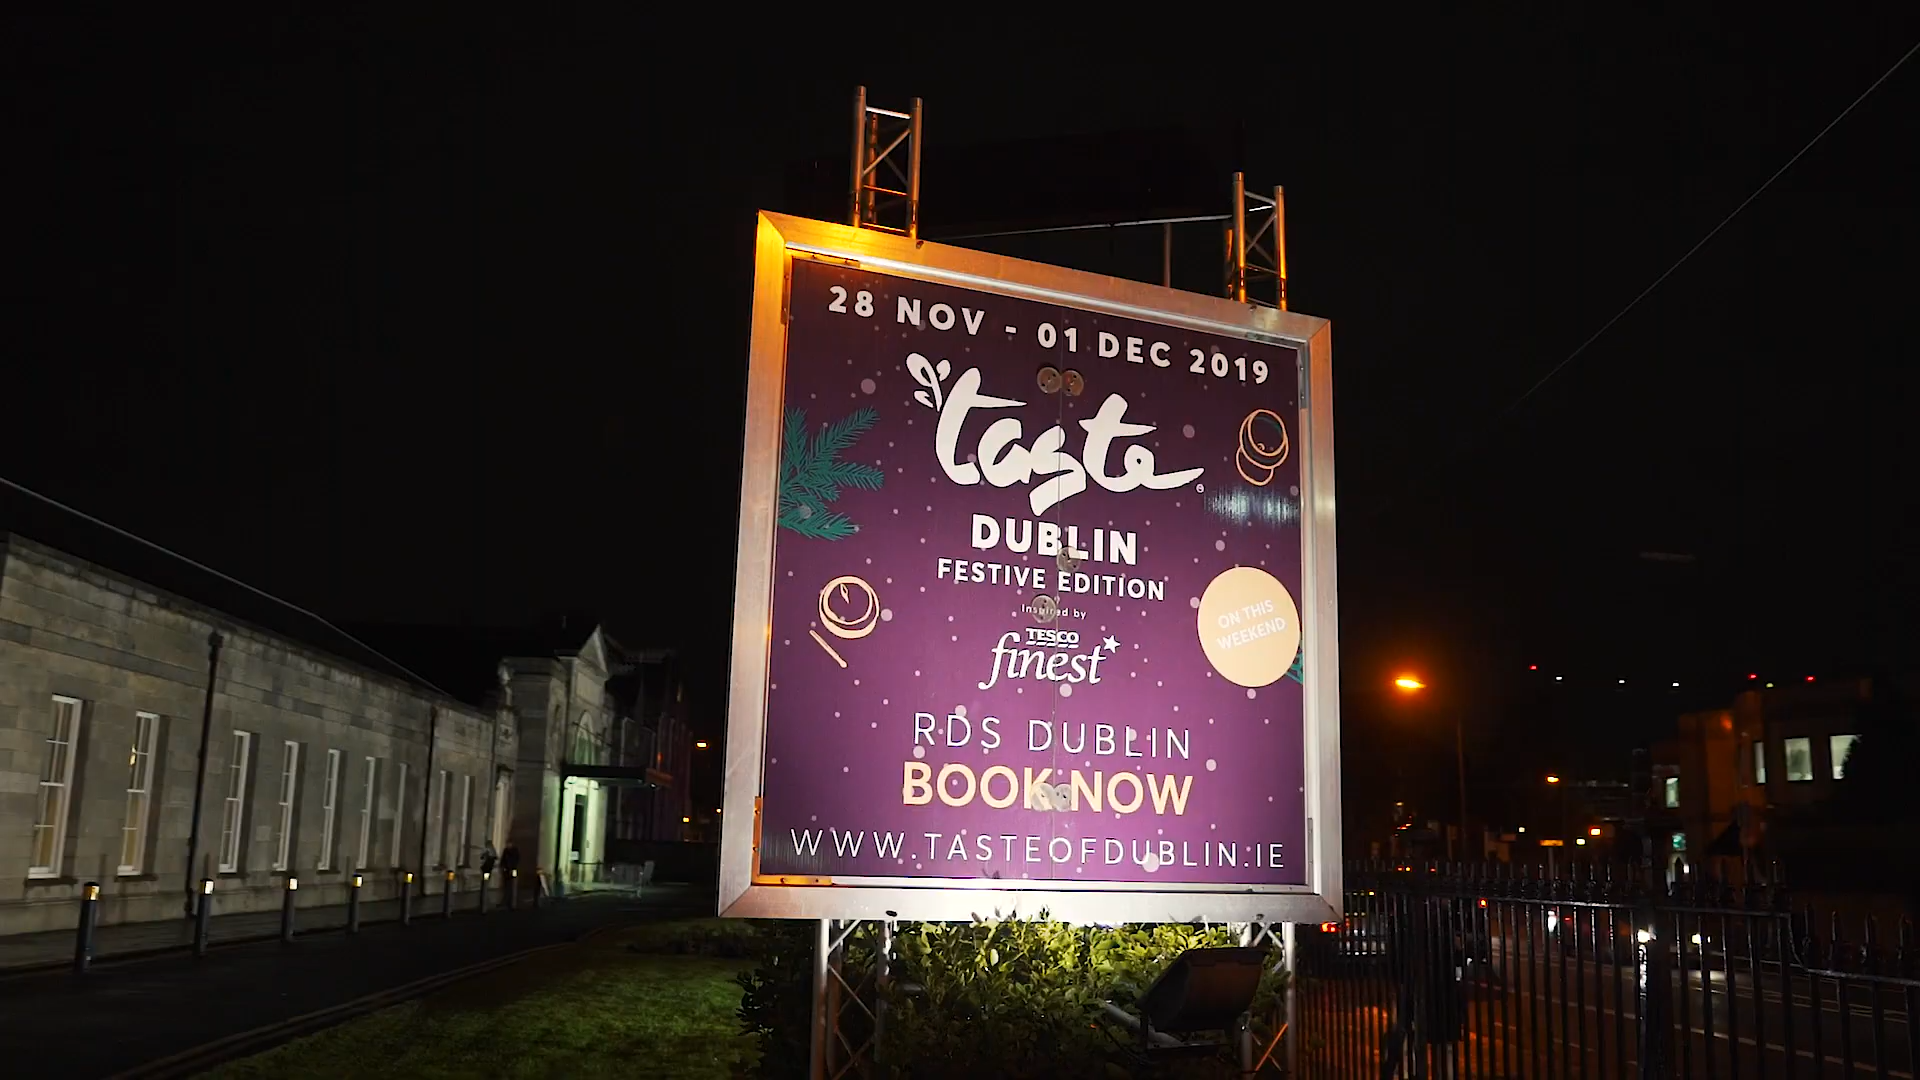 28 NOV - 01 DEC 2019
taste
DUBLIN
FESTIVE EDITION
Inspired by
TESCO
finest*
ON THIS
WEEKEND
RDS DUBLIN
BOOK NOW
WWW.TASTEOFDUBLIN.IE